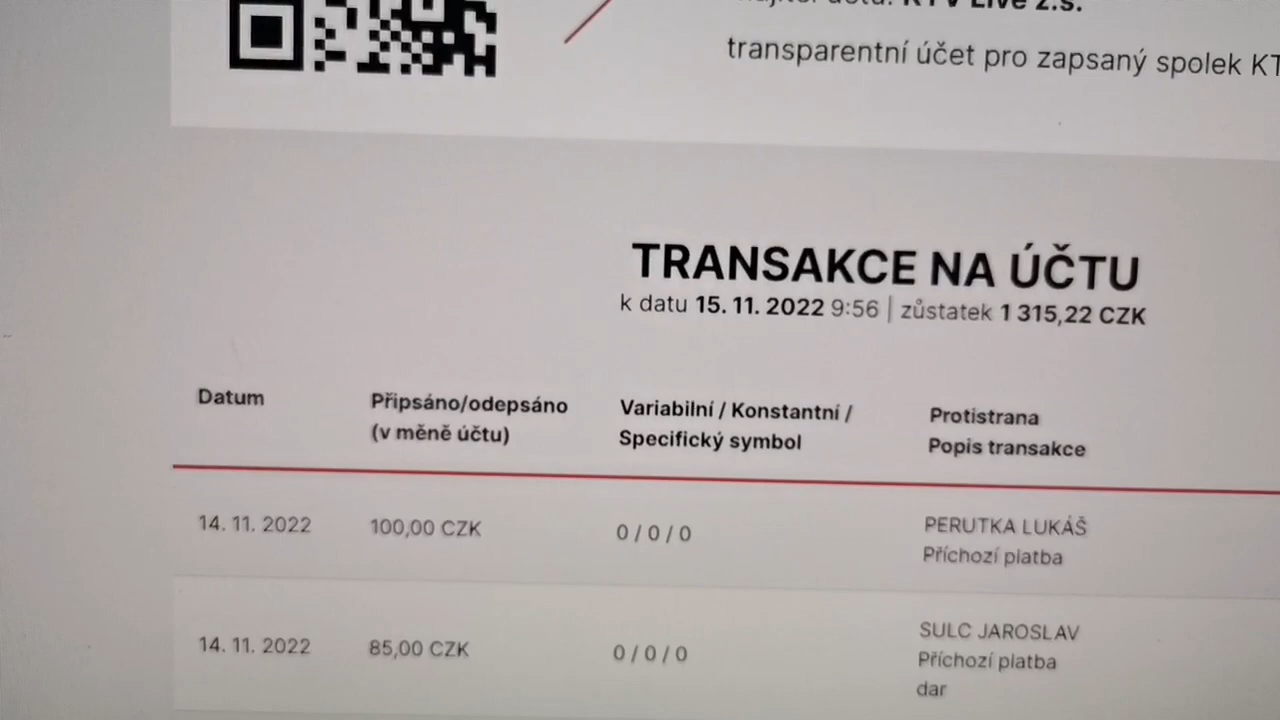 účtu: KTV Live z.s.
transparentní účet pro zapsaný spolek
TRANSAKCE NA ÚČTU
k datu 15. 11. 2022 9:56 | zůstatek 1 315,22 CZK
Datum
Připsáno/odepsáno
(v měně účtu)
Variabilní / Konstantní /
Specifický symbol
Protistrana
Popis transakce
14. 11. 2022
100,00 CZK
0 / 0 / 0
PERUTKA LUKÁŠ
Příchozí platba
14. 11. 2022
85,00 CZK
0 / 0 / 0
SULC JAROSLAV
Příchozí platba
dar